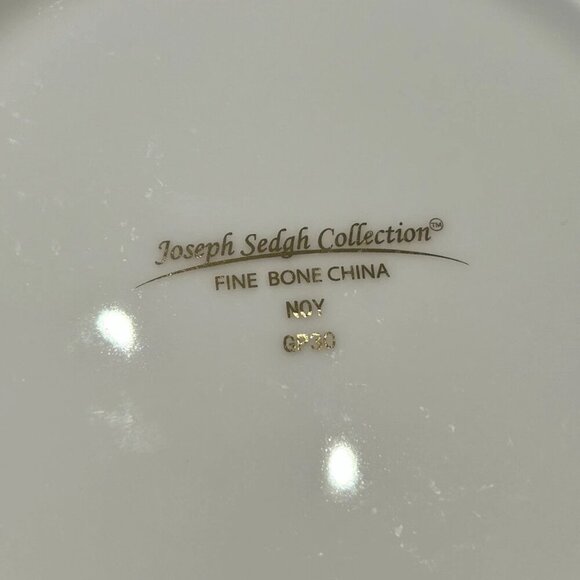 Joseph Sedgh Collection™
FINE BONE CHINA
NOY
GP30